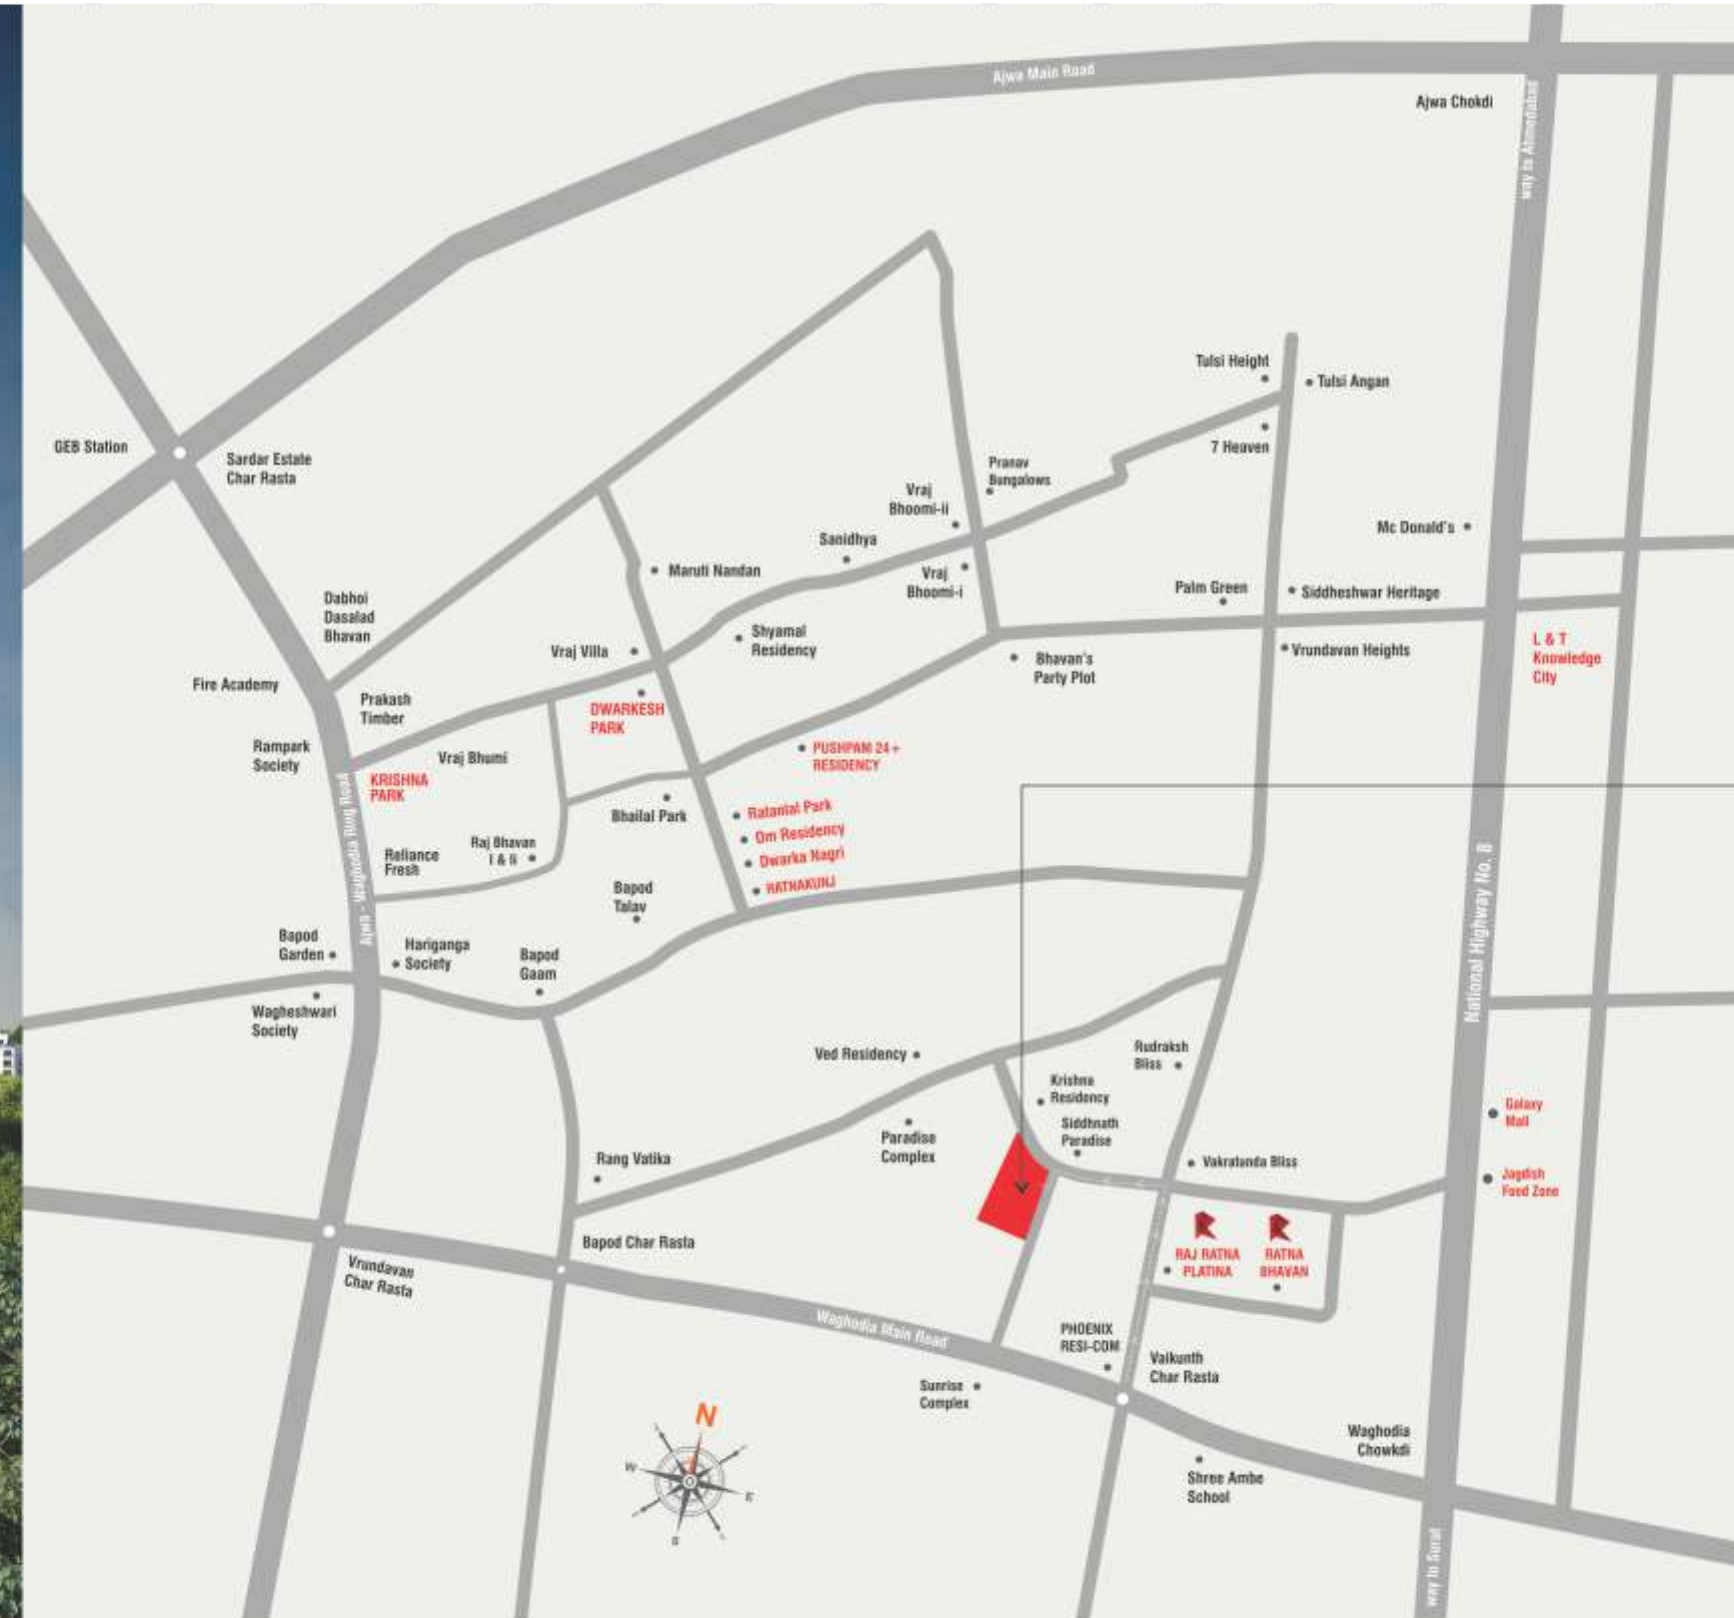 Ajwa Main Road
Ajwa Chokdi
way to Ahmedabad
Tulsi Height
Tulsi Angan
7 Heaven
GEB Station
Sardar Estate
Char Rasta
Pranav
Bungalows
Vraj
Bhoomi-ii
Mc Donald's
Sanidhya
Maruti Nandan
Vraj
Bhoomi-i
Palm Green
Siddheshwar Heritage
Dabhoi
Dasalad
Bhavan
Shyamal
Residency
Vraj Villa
Bhavan's
Party Plot
Vrundavan Heights
L & T
Knowledge
City
Fire Academy
Prakash
Timber
DWARKESH
PARK
Rampark
Society
Vraj Bhumi
KRISHNA
PARK
PUSHPAM 24+
RESIDENCY
Ajwa - Waghodia Ring Road
Bhailal Park
Ratanlal Park
Om Residency
Dwarka Nagri
RATNAKUNJ
Reliance
Fresh
Raj Bhavan
I & II
Bapod
Talav
National Highway No. 8
Bapod
Garden
Hariganga
Society
Bapod
Gaam
Wagheshwari
Society
Ved Residency
Rudraksh
Bliss
Krishna
Residency
Siddhnath
Paradise
Galaxy
Mall
Paradise
Complex
Rang Vatika
Vakratunda Bliss
Jagdish
Food Zone
Bapod Char Rasta
RAJ RATNA
PLATINA
RATNA
BHAVAN
Vrundavan
Char Rasta
Waghodia Main Road
PHOENIX
RESI-COM
Vaikunth
Char Rasta
Sunrise
Complex
Waghodia
Chowkdi
Shree Ambe
School
N
W
E
S
way to Surat